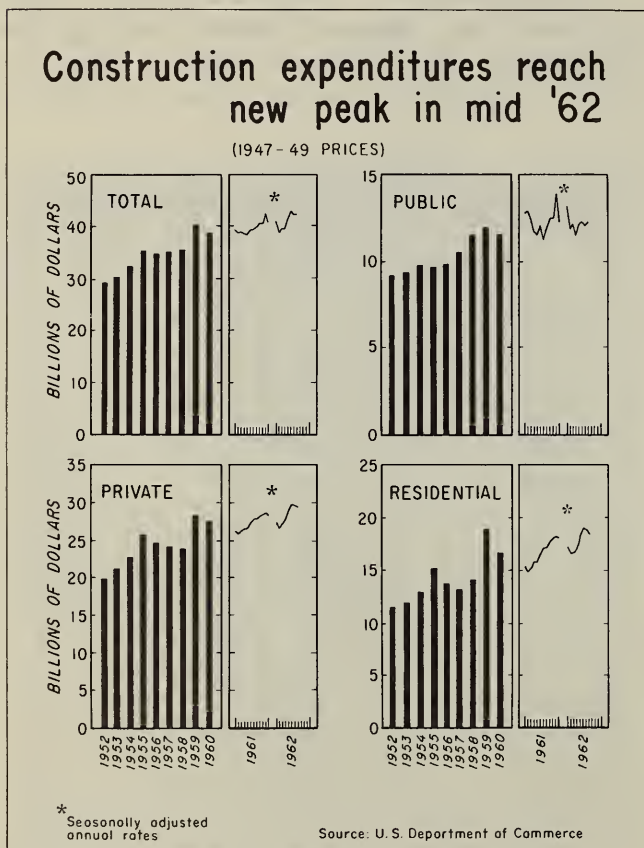 Construction expenditures reach
new peak in mid '62
(1947-49 PRICES)
BILLIONS OF DOLLARS
50
40
30
20
10
0
TOTAL
*
15
10
5
0
PUBLIC
*
BILLIONS OF DOLLARS
35
30
25
20
15
10
5
0
PRIVATE
*
1952 1953 1954 1955 1956 1957 1958 1959 1960
1961 1962
25
20
15
10
5
0
RESIDENTIAL
*
1952 1953 1954 1955 1956 1957 1958 1959 1960
1961 1962
* Seasonally adjusted
annual rates
Source: U.S. Department of Commerce